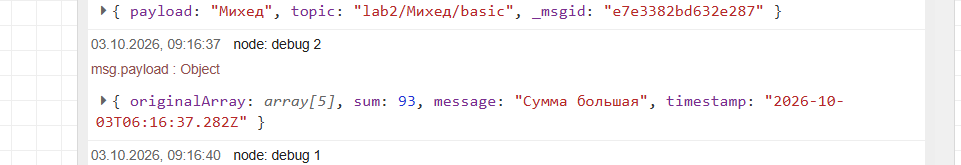 { payload: "Михед", topic: "lab2/Михед/basic", _msgid: "e7e3382bd632e287" }
03.10.2026, 09:16:37 node: debug 2
msg.payload : Object
{ originalArray: array[5], sum: 93, message: "Сумма большая", timestamp: "2026-10-
03T06:16:37.282Z" }
03.10.2026, 09:16:40 node: debug 1